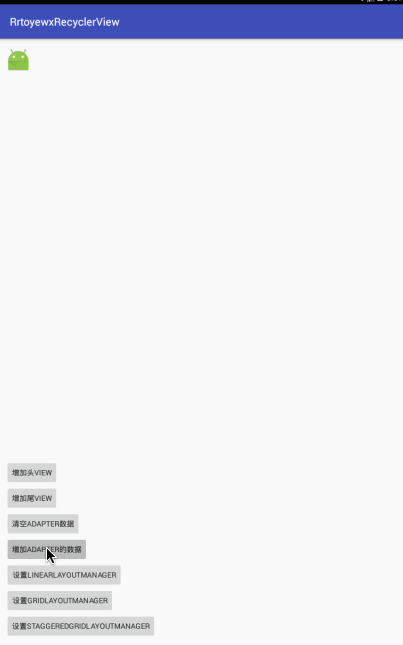 RrtoyewxRecyclerView
增加头VIEW
增加尾VIEW
清空ADAPTER数据
增加ADAPTER的数据
设置LINEARLAYOUTMANAGER
设置GRIDLAYOUTMANAGER
设置STAGGEREDGRIDLAYOUTMANAGER